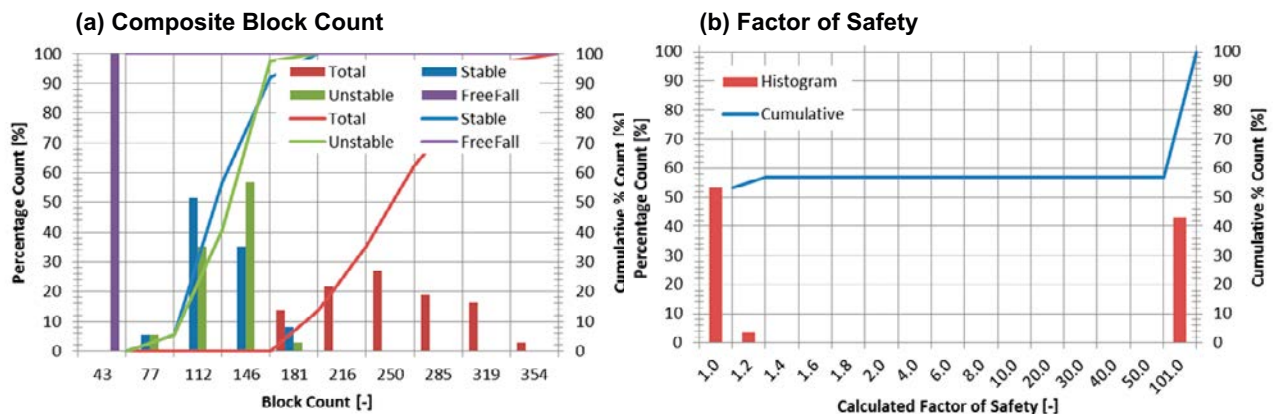 (a) Composite Block Count
100
90
80
70
60
50
40
30
20
10
0
Percentage Count [%]
Total
Stable
Unstable
FreeFall
Total
Stable
Unstable
FreeFall
100
90
80
70
60
50
40
30
20
10
0
Cumulative % Count [%]
43 77 112 146 181 216 250 285 319 354
Block Count [-]
(b) Factor of Safety
100
90
80
70
60
50
40
30
20
10
0
Percentage Count [%]
Histogram
Cumulative
100
90
80
70
60
50
40
30
20
10
0
Cumulative % Count [%]
1.0 1.2 1.4 1.6 1.8 2.0 4.0 6.0 8.0 10.0 20.0 30.0 40.0 50.0 101.0
Calculated Factor of Safety [-]